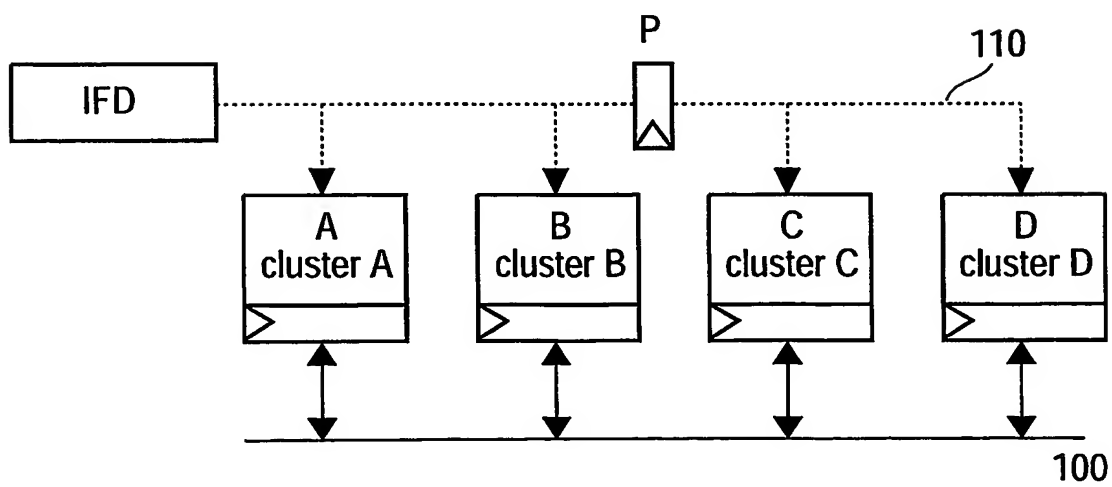 P
110
IFD
A
cluster A
B
cluster B
C
cluster C
D
cluster D
100